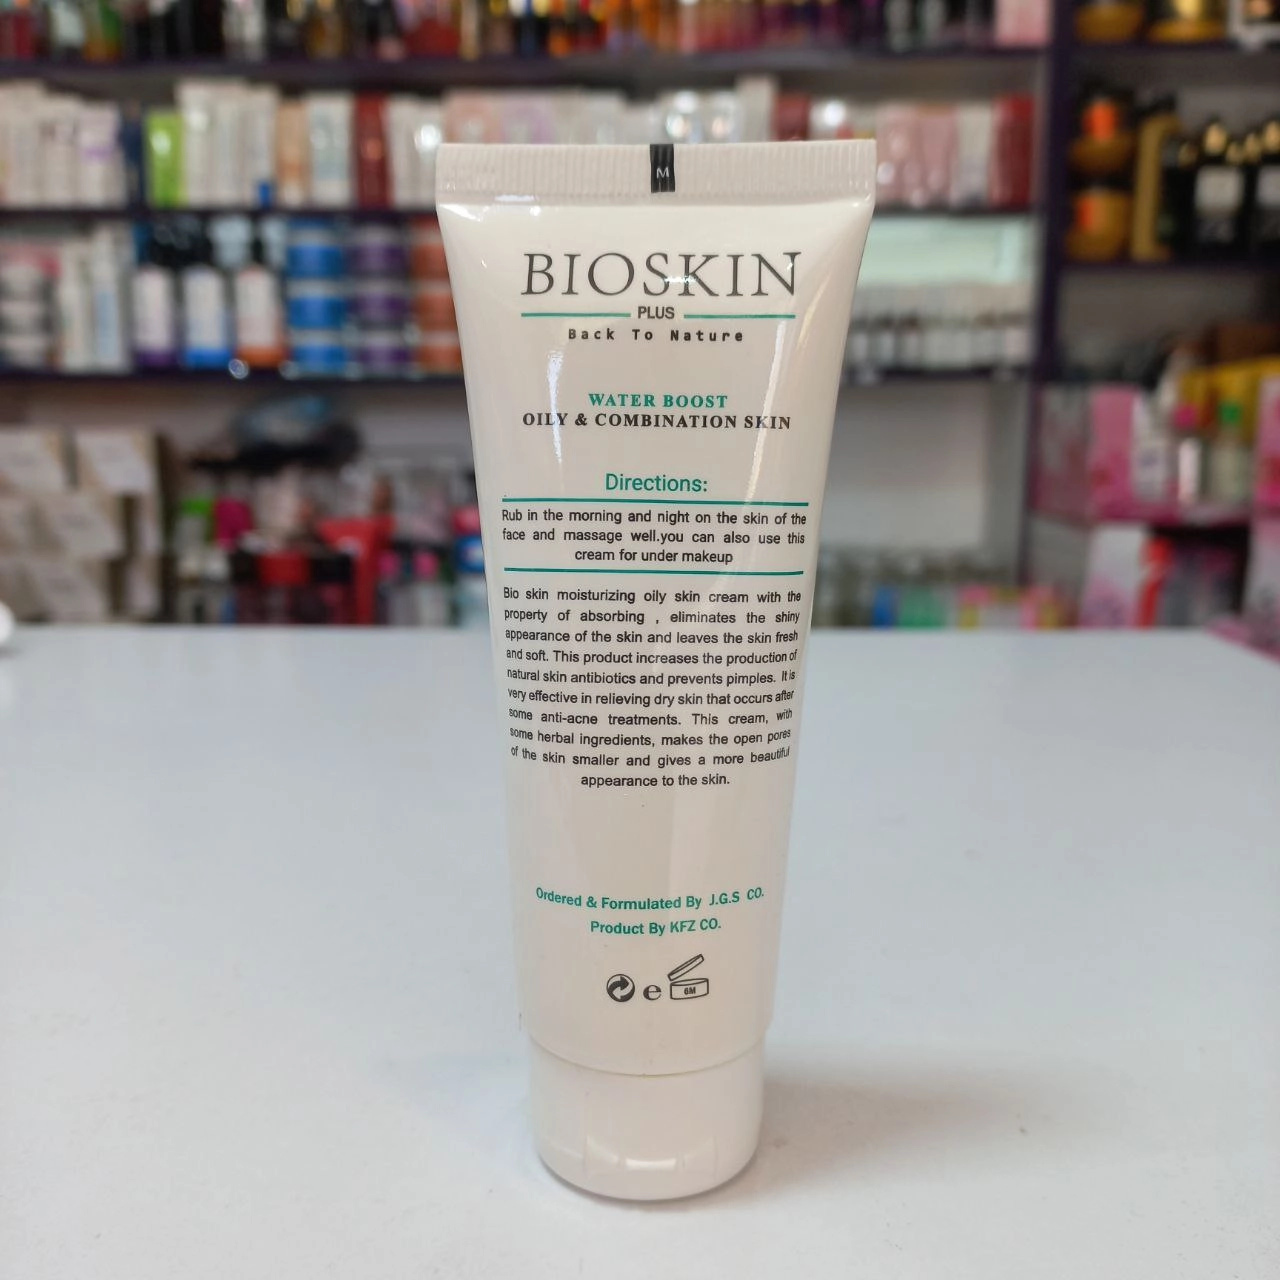 M
BIOSKIN
PLUS
Back To Nature
WATER BOOST
OILY & COMBINATION SKIN
Directions:
Rub in the morning and night on the skin of the
face and massage well.you can also use this
cream for under makeup
Bio skin moisturizing oily skin cream with the
property of absorbing , eliminates the shiny
appearance of the skin and leaves the skin fresh
and soft. This product increases the production of
natural skin antibiotics and prevents pimples. It is
very effective in relieving dry skin that occurs after
some anti-acne treatments. This cream, with
some herbal ingredients, makes the open pores
of the skin smaller and gives a more beautiful
appearance to the skin.
Ordered & Formulated By J.G.S CO.
Product By KFZ CO.
e
6M